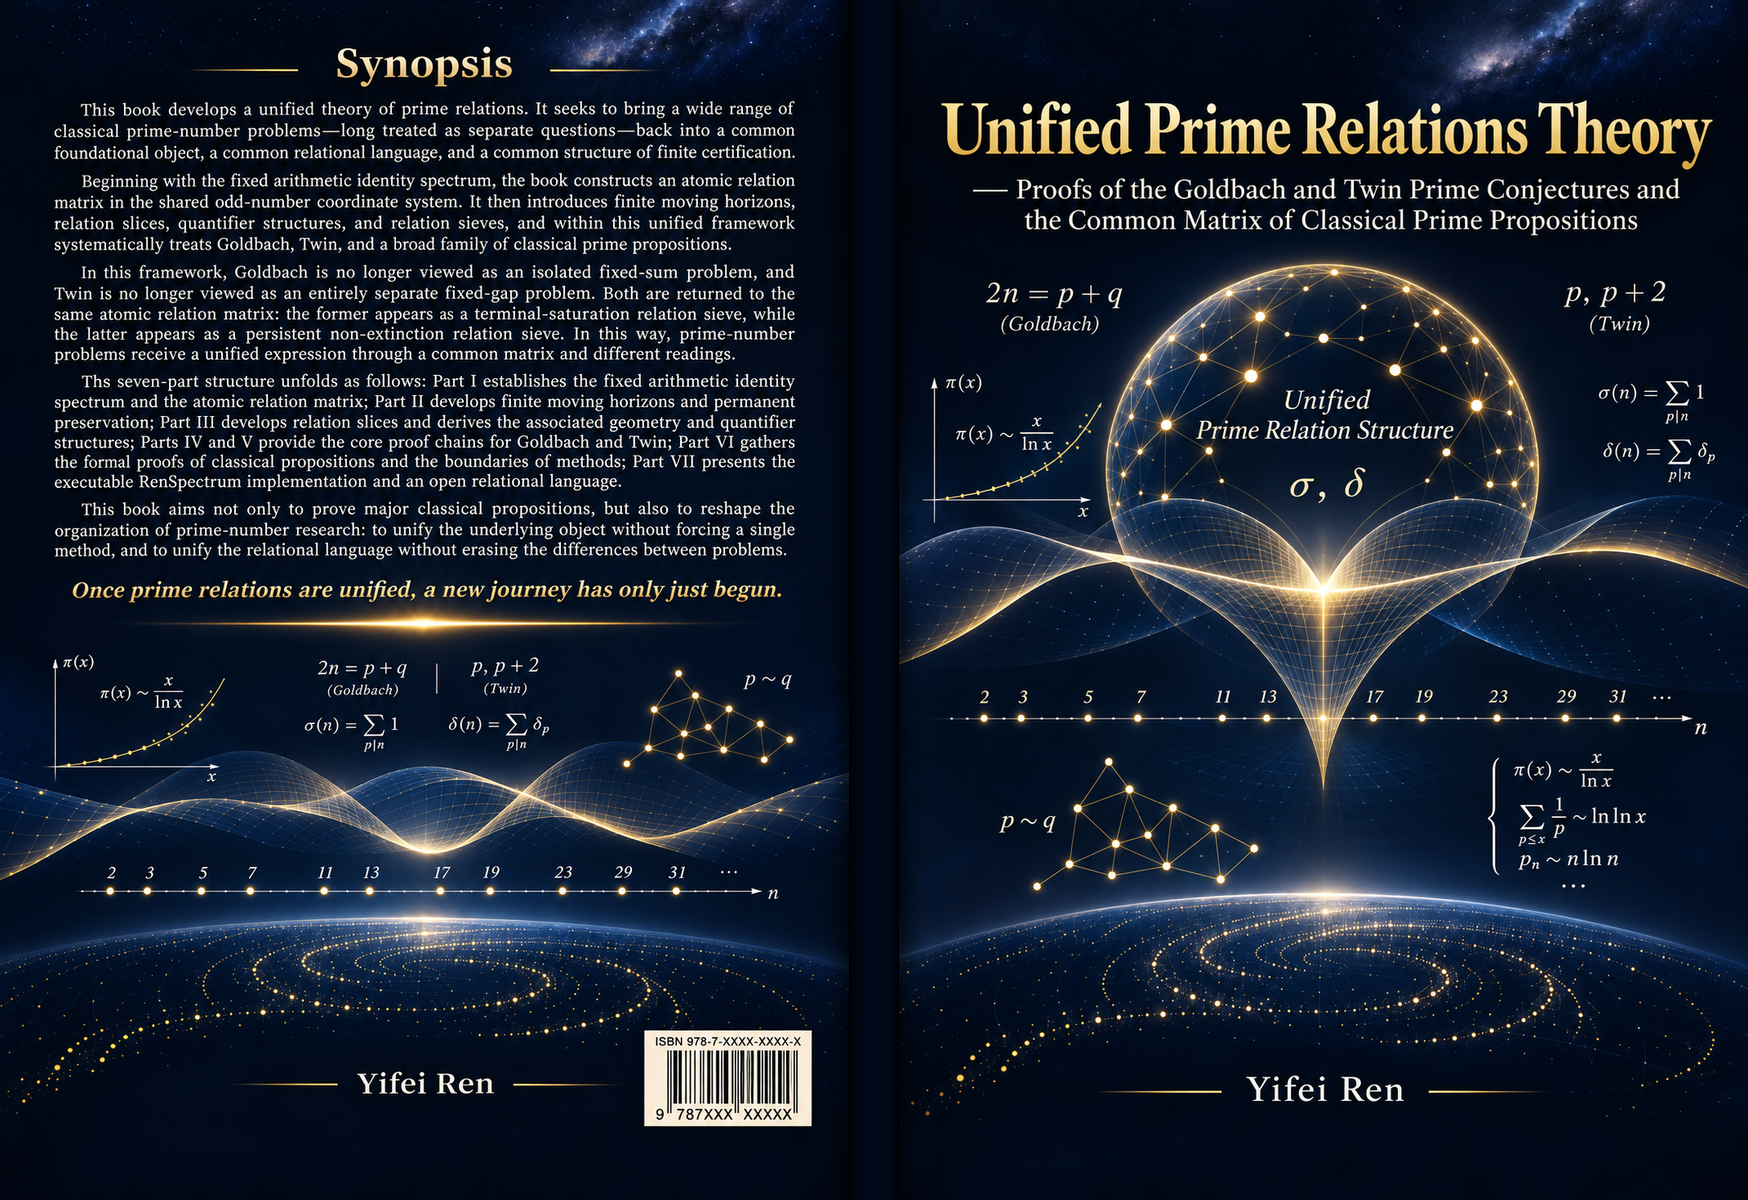 Synopsis
This book develops a unified theory of prime relations. It seeks to bring a wide range of
classical prime-number problems—long treated as separate questions—back into a common
foundational object, a common relational language, and a common structure of finite certification.
Beginning with the fixed arithmetic identity spectrum, the book constructs an atomic relation
matrix in the shared odd-number coordinate system. It then introduces finite moving horizons,
relation slices, quantifier structures, and relation sieves, and within this unified framework
systematically treats Goldbach, Twin, and a broad family of classical prime propositions.
In this framework, Goldbach is no longer viewed as an isolated fixed-sum problem, and
Twin is no longer viewed as an entirely separate fixed-gap problem. Both are returned to the
same atomic relation matrix: the former appears as a terminal-saturation relation sieve, while
the latter appears as a persistent non-extinction relation sieve. In this way, prime-number
problems receive a unified expression through a common matrix and different readings.
Ths seven-part structure unfolds as follows: Part I establishes the fixed arithmetic identity
spectrum and the atomic relation matrix; Part II develops finite moving horizons and permanent
preservation; Part III develops relation slices and derives the associated geometry and quantifier
structures; Parts IV and V provide the core proof chains for Goldbach and Twin; Part VI gathers
the formal proofs of classical propositions and the boundaries of methods; Part VII presents the
executable RenSpectrum implementation and an open relational language.
This book aims not only to prove major classical propositions, but also to reshape the
organization of prime-number research: to unify the underlying object without forcing a single
method, and to unify the relational language without erasing the differences between problems.
Once prime relations are unified, a new journey has only just begun.
π(x)
π(x) ~ x/ln x
x
2n = p + q
(Goldbach)
p, p + 2
(Twin)
σ(n) = ∑ p|n 1
δ(n) = ∑ p|n δp
p ~ q
2 3 5 7 11 13 17 19 23 29 31 ...
n
Yifei Ren
ISBN 978-7-XXXX-XXXX-X
9 787XXX XXXXX
Unified Prime Relations Theory
— Proofs of the Goldbach and Twin Prime Conjectures and
the Common Matrix of Classical Prime Propositions
2n = p + q
(Goldbach)
p, p + 2
(Twin)
π(x)
π(x) ~ x/ln x
x
Unified
Prime Relation Structure
σ, δ
σ(n) = ∑ p|n 1
δ(n) = ∑ p|n δp
2 3 5 7 11 13 17 19 23 29 31 ...
n
p ~ q
π(x) ~ x/ln x
∑ p≤x 1/p ~ ln ln x
pn ~ n ln n
...
Yifei Ren